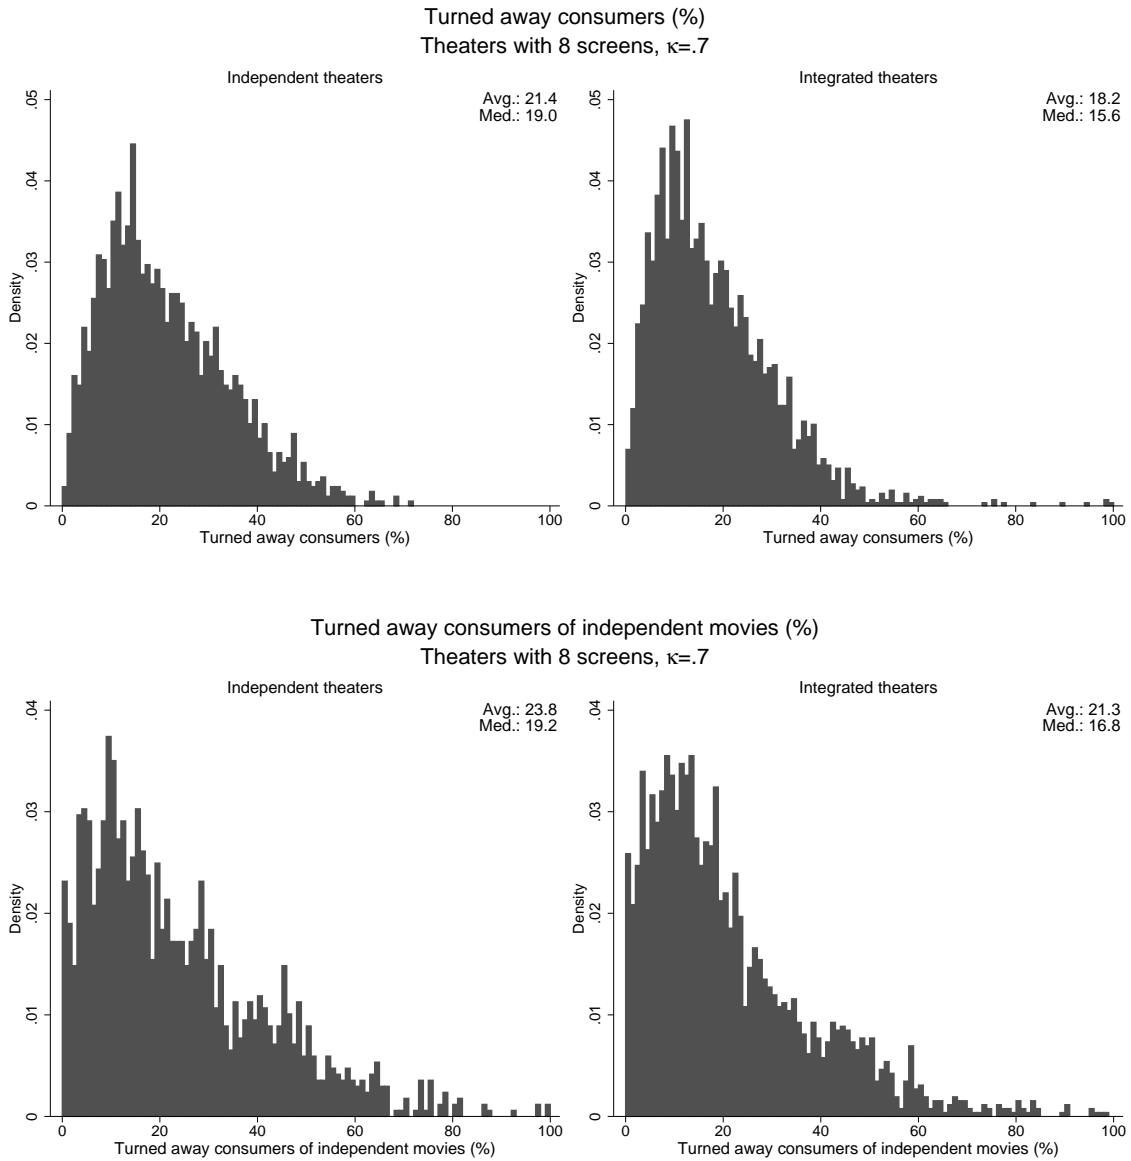 Turned away consumers (%)
Theaters with 8 screens, κ=.7
Independent theaters
Avg.: 21.4
Med.: 19.0
.05
.04
.03
.02
.01
0
Density
0 20 40 60 80 100
Turned away consumers (%)
Integrated theaters
Avg.: 18.2
Med.: 15.6
.05
.04
.03
.02
.01
0
Density
0 20 40 60 80 100
Turned away consumers (%)
Turned away consumers of independent movies (%)
Theaters with 8 screens, κ=.7
Independent theaters
Avg.: 23.8
Med.: 19.2
.04
.03
.02
.01
0
Density
0 20 40 60 80 100
Turned away consumers of independent movies (%)
Integrated theaters
Avg.: 21.3
Med.: 16.8
.04
.03
.02
.01
0
Density
0 20 40 60 80 100
Turned away consumers of independent movies (%)